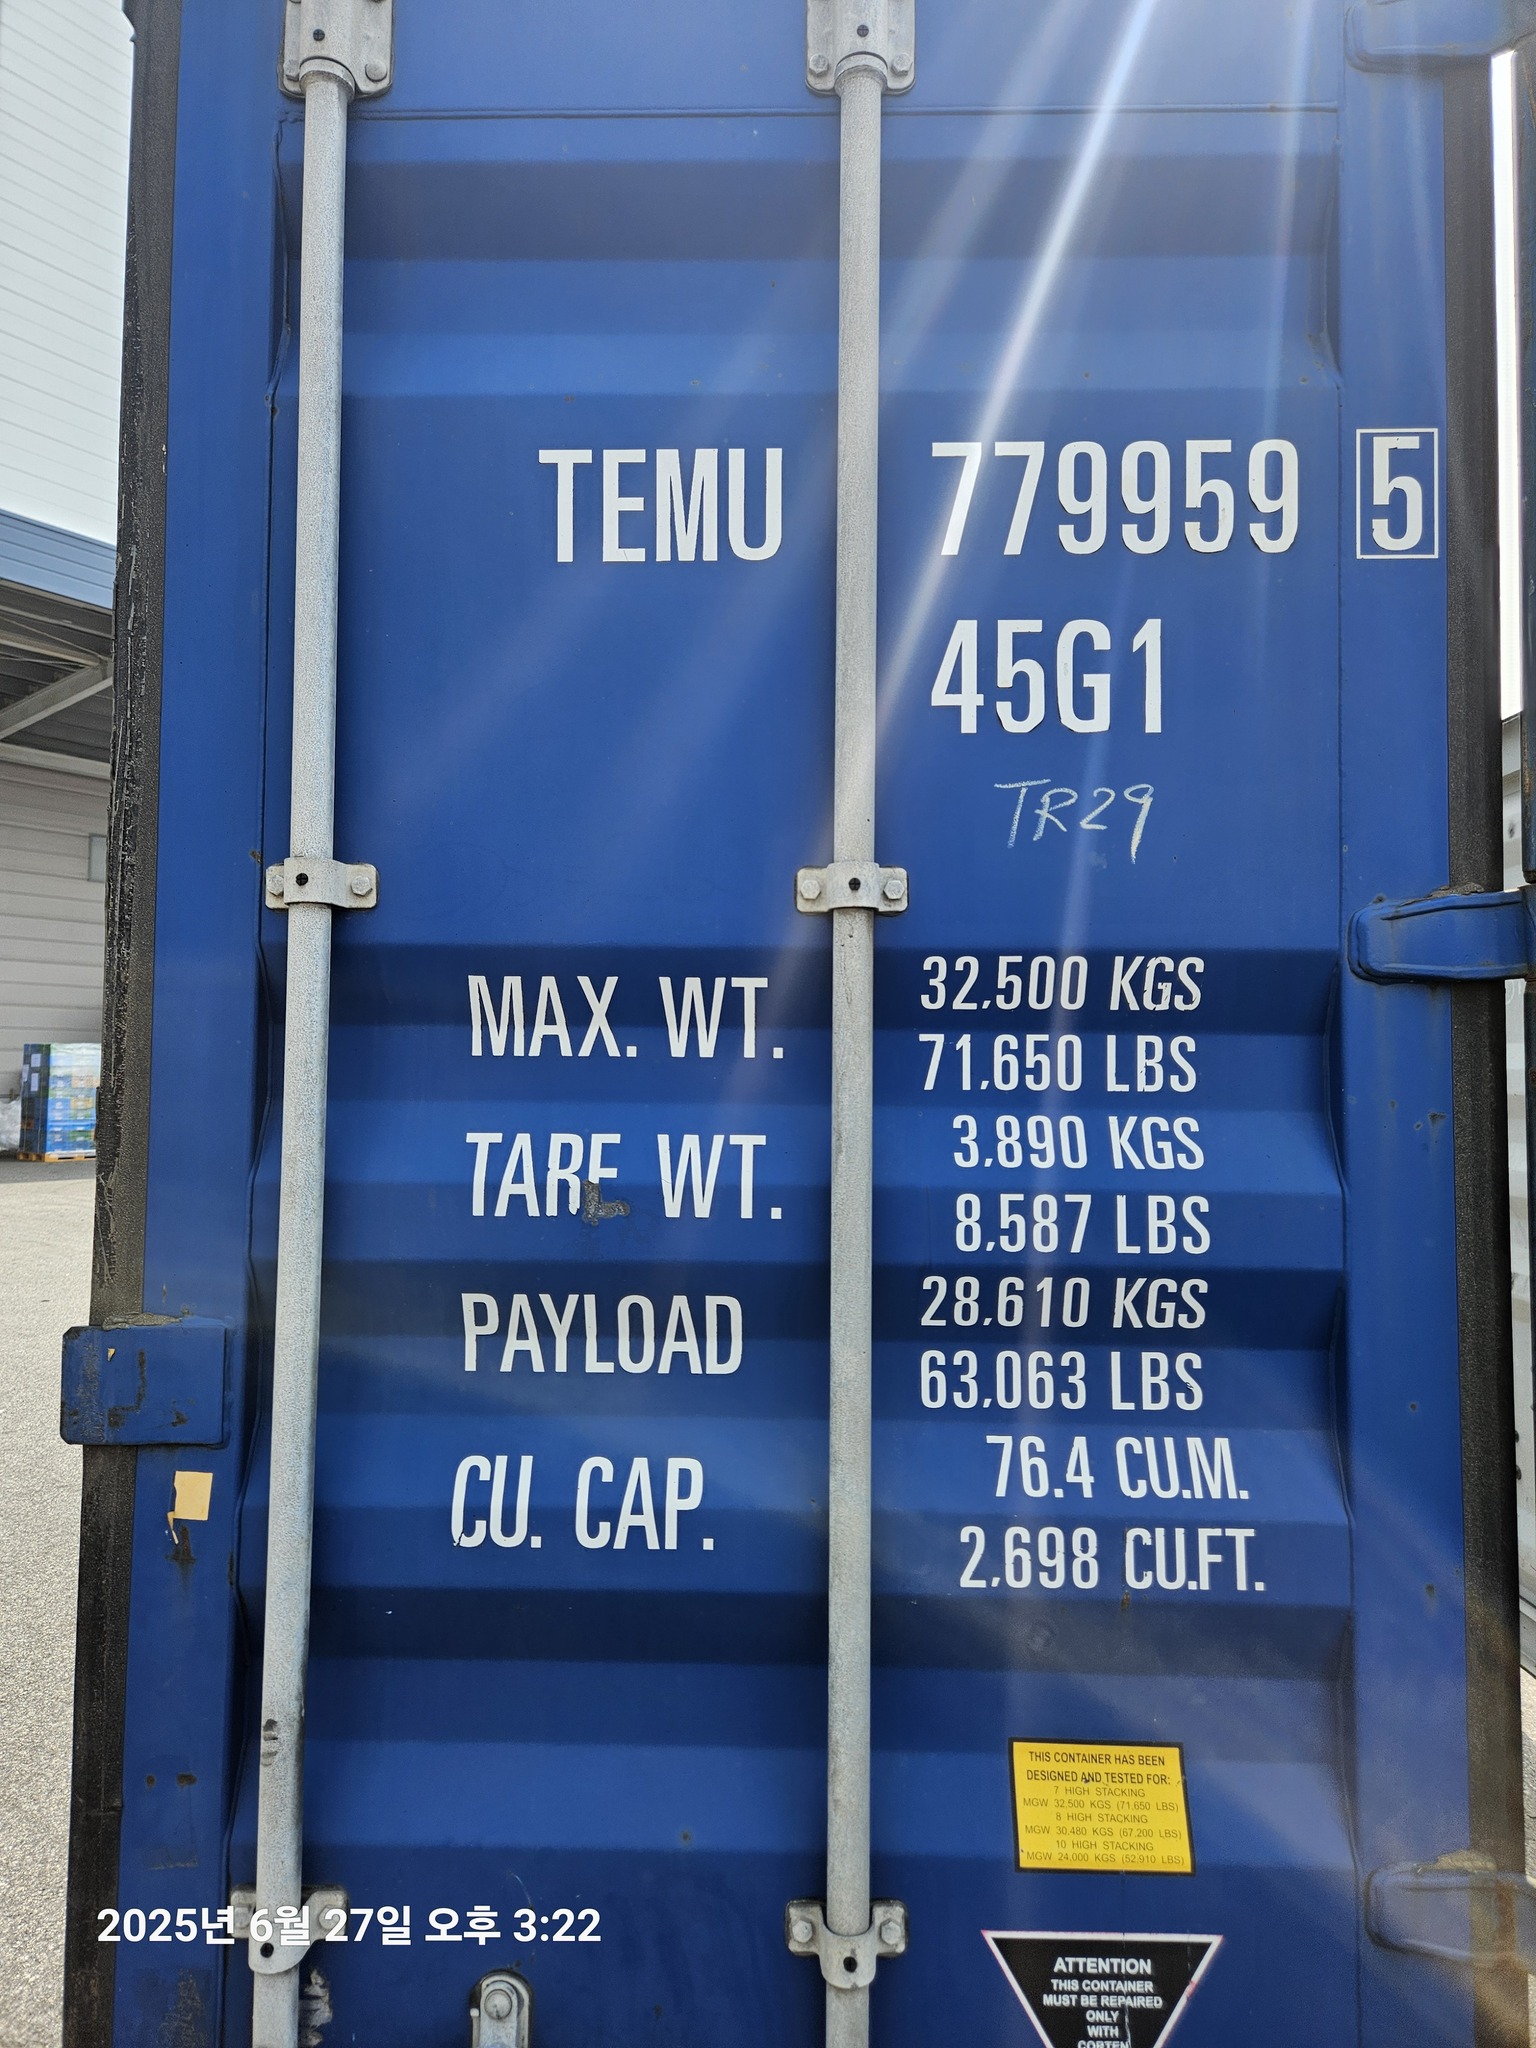 TEMU 779959 5
45G1
TR29
MAX. WT. 32,500 KGS
71,650 LBS
TARE WT. 3,890 KGS
8,587 LBS
PAYLOAD 28,610 KGS
63,063 LBS
CU. CAP. 76.4 CU.M.
2,698 CU.FT.
THIS CONTAINER HAS BEEN
DESIGNED AND TESTED FOR:
7 HIGH STACKING
MGW 32,500 KGS (71,650 LBS)
8 HIGH STACKING
MGW 30,480 KGS (67,200 LBS)
10 HIGH STACKING
MGW 24,000 KGS (52,910 LBS)
2025년 6월 27일 오후 3:22
ATTENTION
THIS CONTAINER
MUST BE REPAIRED
ONLY
WITH
CORTEN